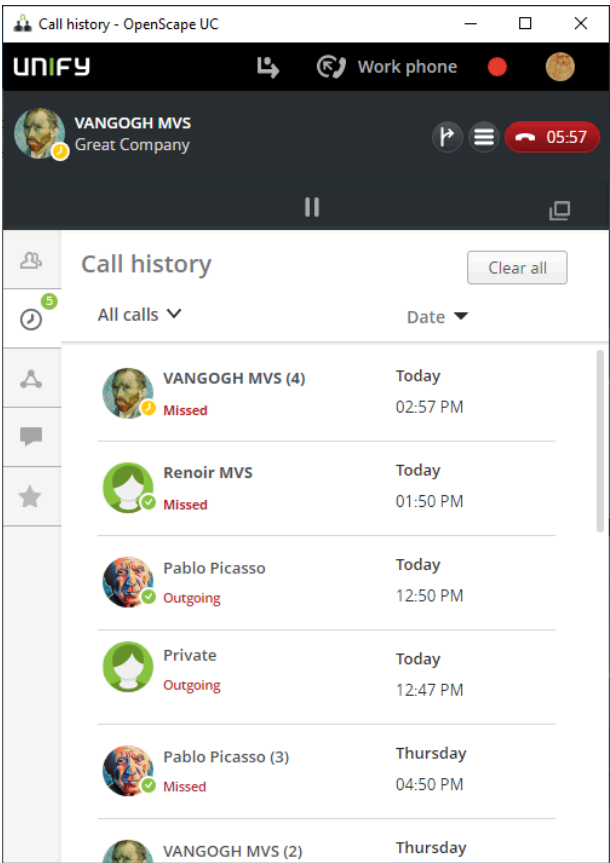 Call history - OpenScape UC
UNIFY
Work phone
VANGOGH MVS
Great Company
05:57
Call history
Clear all
5
All calls
Date
VANGOGH MVS (4)
Today
Missed
02:57 PM
Renoir MVS
Today
Missed
01:50 PM
Pablo Picasso
Today
Outgoing
12:50 PM
Private
Today
Outgoing
12:47 PM
Pablo Picasso (3)
Thursday
Missed
04:50 PM
VANGOGH MVS (2)
Thursday